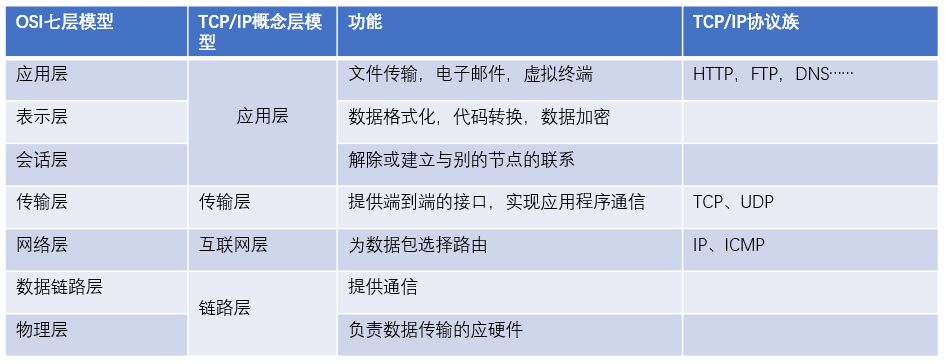 OSI七层模型 TCP/IP概念层模型 功能 TCP/IP协议族
应用层 应用层 文件传输，电子邮件，虚拟终端 HTTP，FTP，DNS……
表示层 数据格式化，代码转换，数据加密
会话层 解除或建立与别的节点的联系
传输层 传输层 提供端到端的接口，实现应用程序通信 TCP、UDP
网络层 互联网层 为数据包选择路由 IP、ICMP
数据链路层 链路层 提供通信
物理层 负责数据传输的应硬件